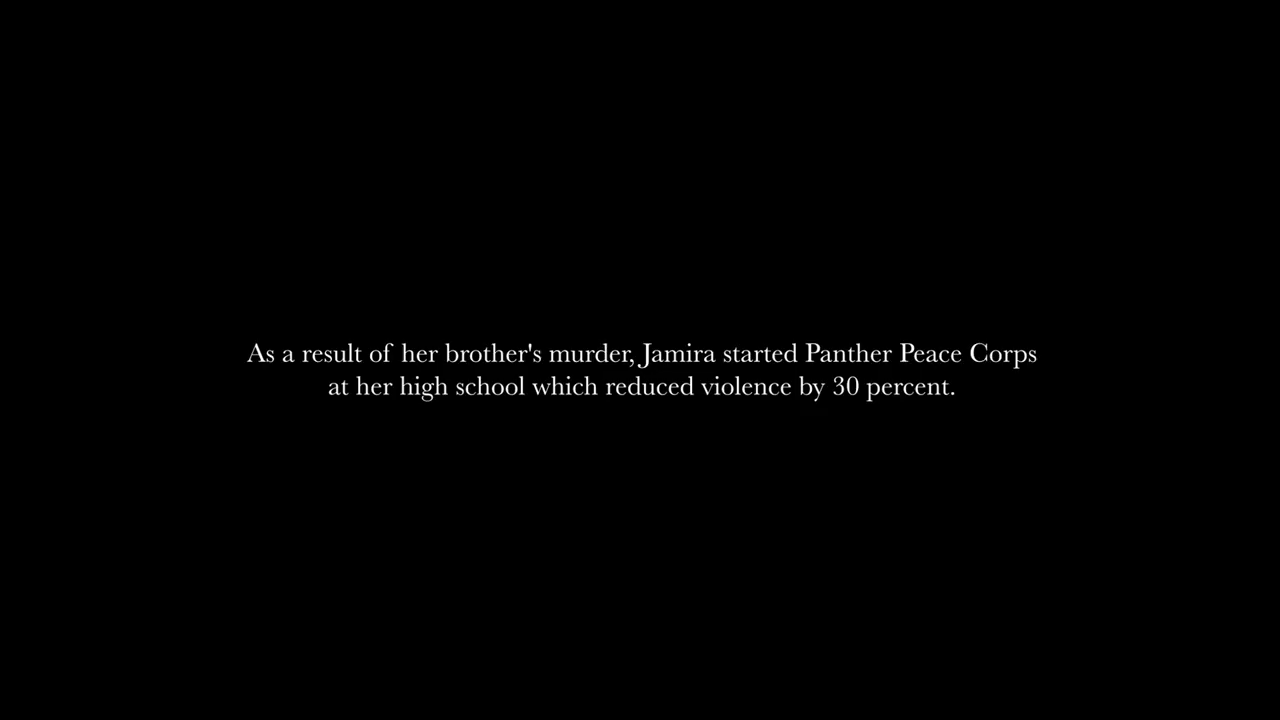 As a result of her brother's murder, Jamira started Panther Peace Corps
at her high school which reduced violence by 30 percent.